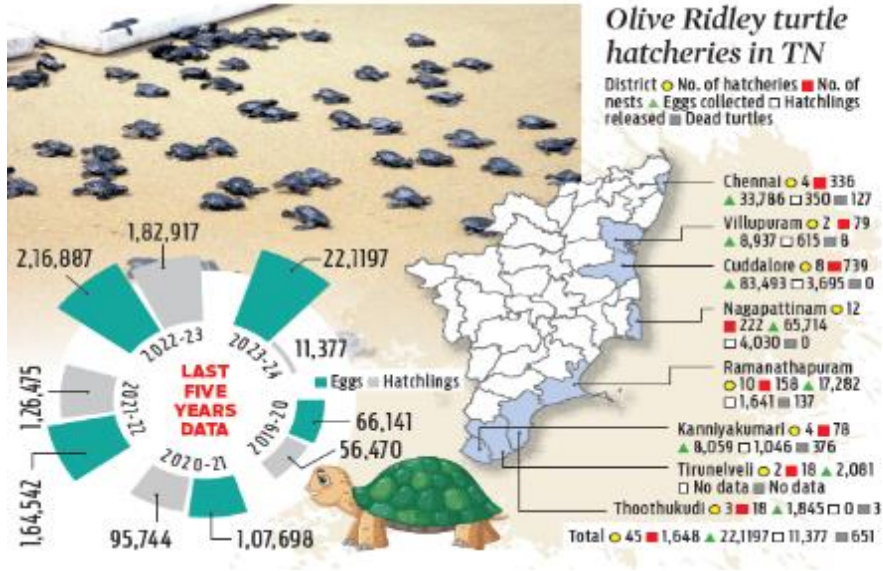 Olive Ridley turtle
hatcheries in TN
District No. of hatcheries No. of
nests Eggs collected Hatchlings
released Dead turtles
Chennai 4 336
33,786 350 127
Villupuram 2 79
8,937 615 8
Cuddalore 8 739
83,493 3,695 0
Nagapattinam 12
222 65,714
4,030 0
Ramanathapuram
10 158 17,282
1,641 137
Kanniyakumari 4 78
8,059 1,046 376
Tirunelveli 2 18 2,081
No data No data
Thoothukudi 3 18 1,845 0 3
Total 45 1,648 22,1197 11,377 651
LAST
FIVE
YEARS
DATA
Eggs Hatchlings
2019-20
66,141
56,470
2020-21
1,07,698
95,744
2021-22
1,64,542
1,26,475
2022-23
2,16,887
1,82,917
2023-24
22,1197
11,377